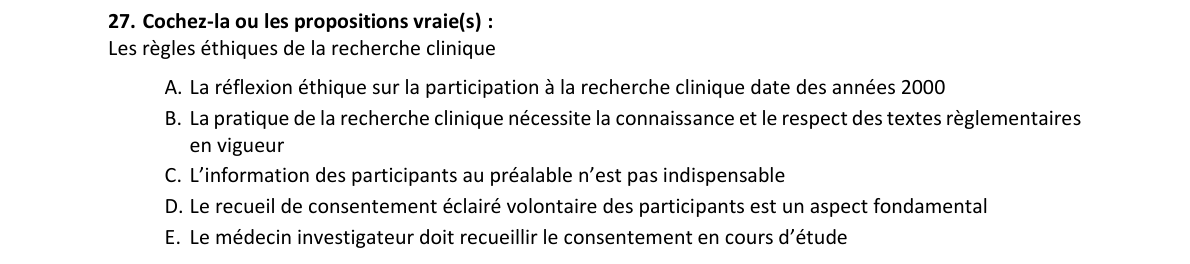 27. Cochez-la ou les propositions vraie(s) :
Les règles éthiques de la recherche clinique
A. La réflexion éthique sur la participation à la recherche clinique date des années 2000
B. La pratique de la recherche clinique nécessite la connaissance et le respect des textes règlementaires
en vigueur
C. L’information des participants au préalable n’est pas indispensable
D. Le recueil de consentement éclairé volontaire des participants est un aspect fondamental
E. Le médecin investigateur doit recueillir le consentement en cours d’étude